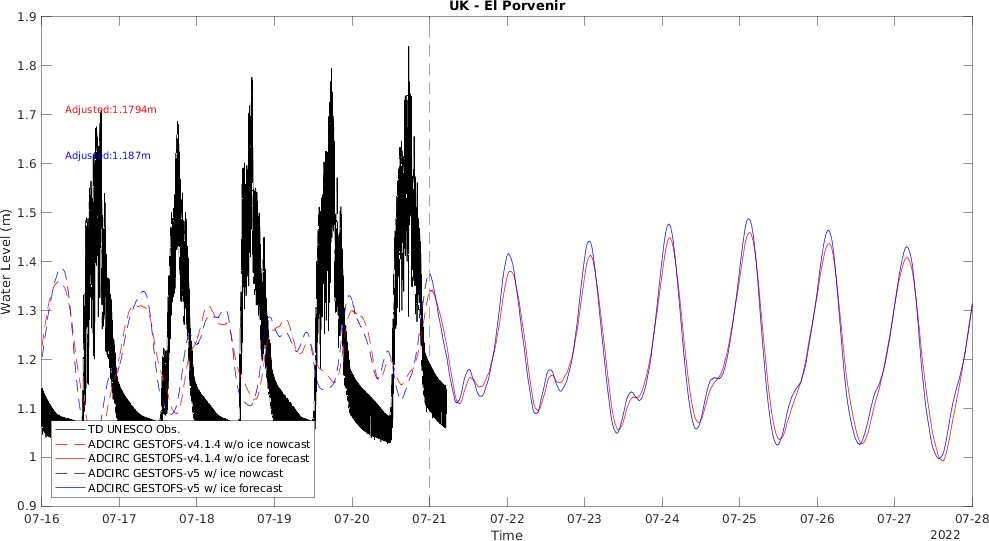 UK - El Porvenir
1.9
1.8
1.7
1.6
1.5
1.4
1.3
1.2
1.1
1
0.9
Water Level (m)
Adjusted:1.1794m
Adjusted:1.187m
TD UNESCO Obs.
ADCIRC GESTOFS-v4.1.4 w/o ice nowcast
ADCIRC GESTOFS-v4.1.4 w/o ice forecast
ADCIRC GESTOFS-v5 w/ ice nowcast
ADCIRC GESTOFS-v5 w/ ice forecast
07-16 07-17 07-18 07-19 07-20 07-21 07-22 07-23 07-24 07-25 07-26 07-27 07-28
Time
2022